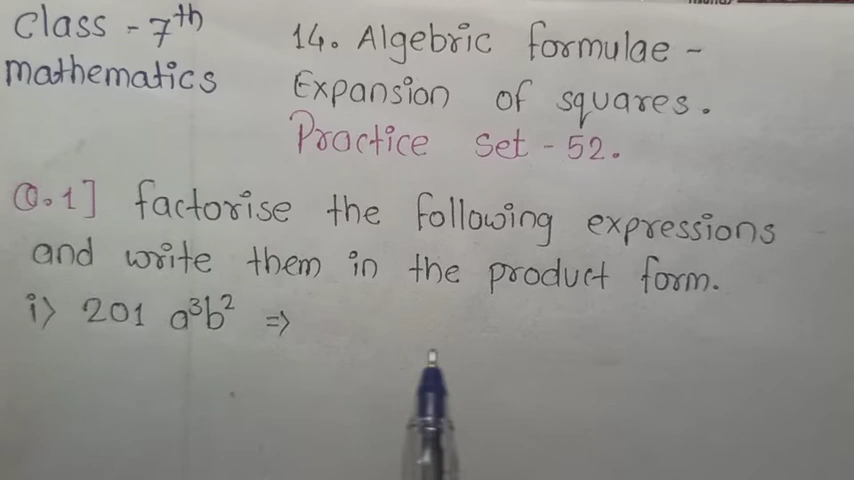 Class - 7th
mathematics
14. Algebric formulae -
Expansion of squares.
Practice set - 52.
Q.1] factorise the following expressions
and write them in the product form.
i) 201 a³b² ⇒